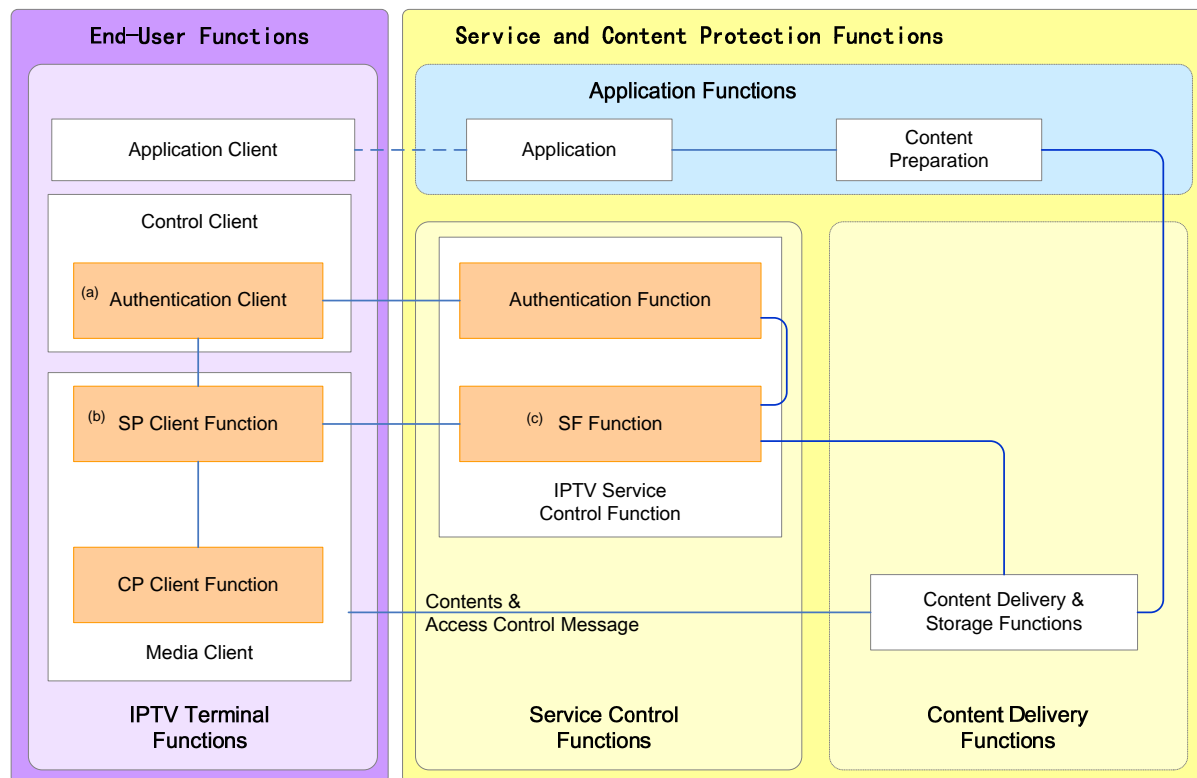 End-User Functions
Service and Content Protection Functions
Application Functions
Application Client
Application
Content
Preparation
Control Client
(a) Authentication Client
Authentication Function
(b) SP Client Function
(c) SF Function
IPTV Service
Control Function
CP Client Function
Contents &
Access Control Message
Content Delivery &
Storage Functions
Media Client
IPTV Terminal
Functions
Service Control
Functions
Content Delivery
Functions